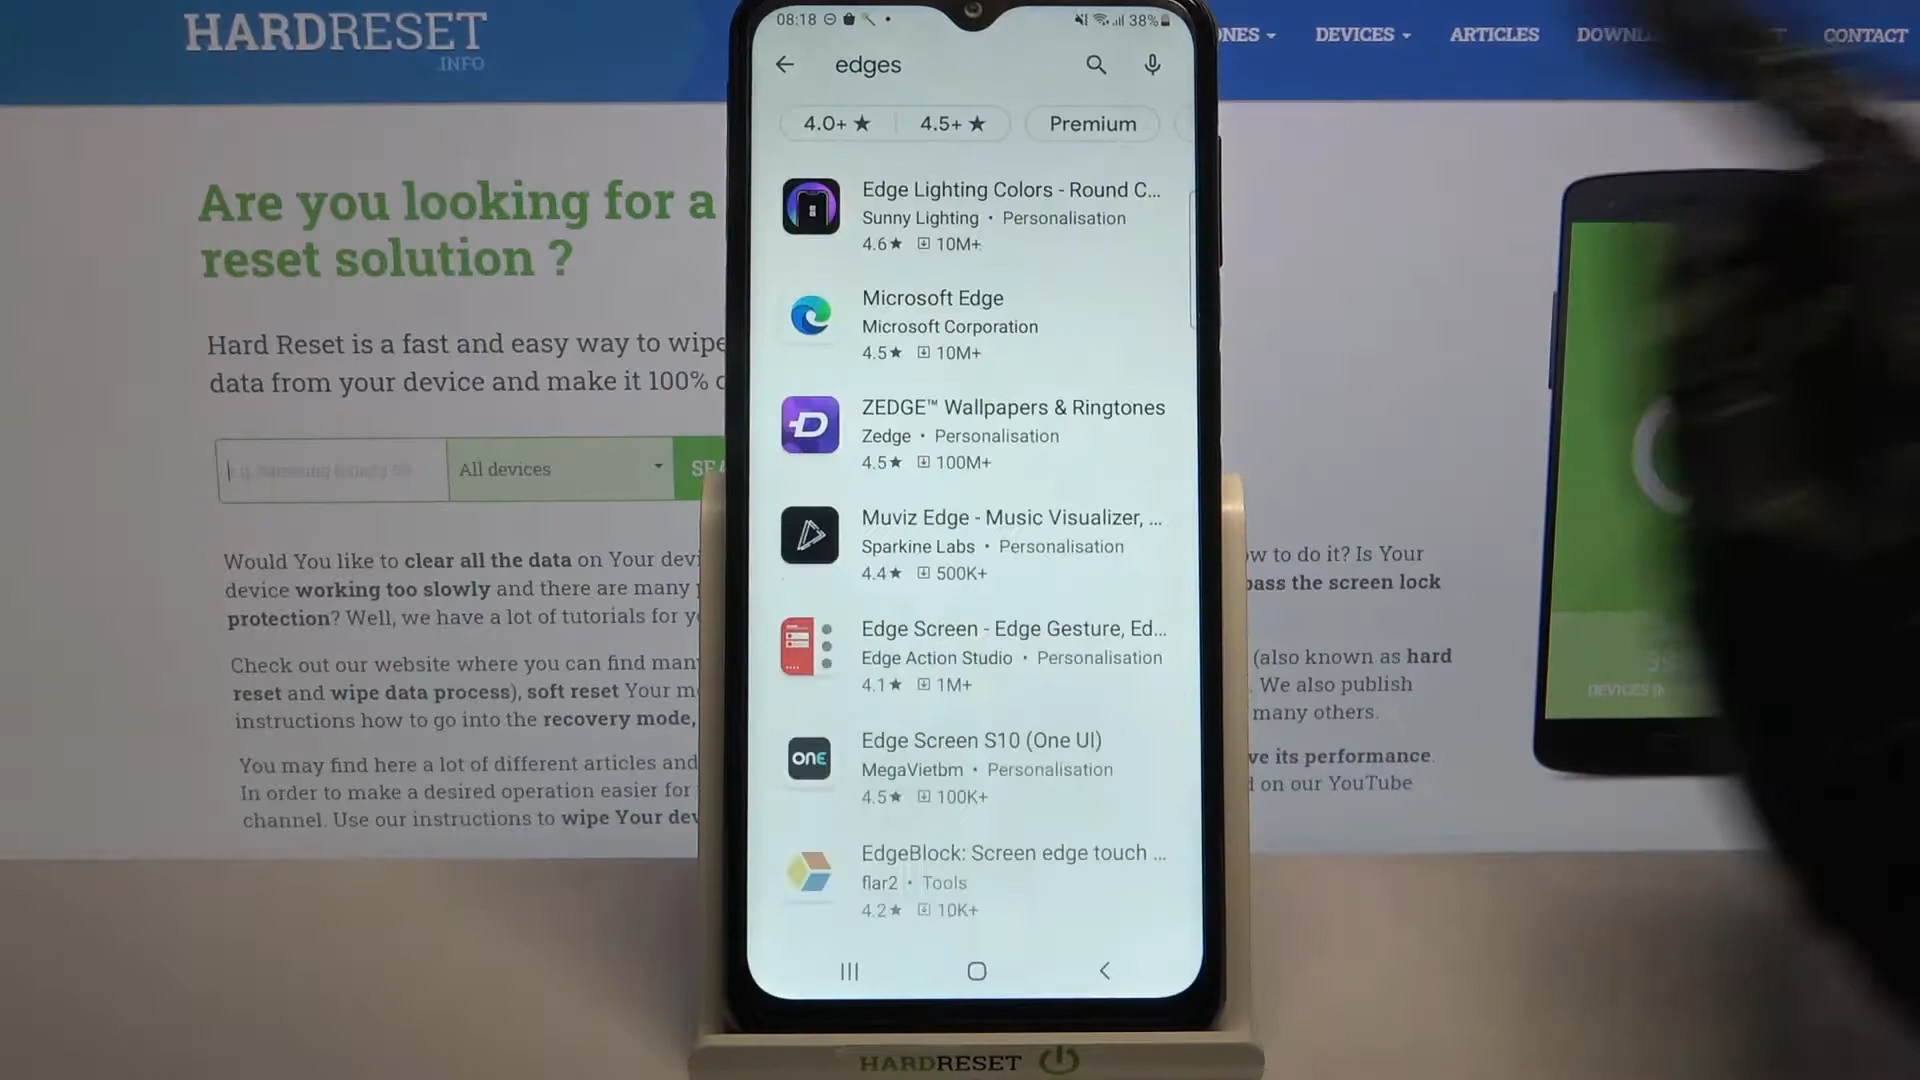 HARDRESET
.INFO
DEVICES
ARTICLES
CONTACT
Are you looking for a
reset solution ?
Hard Reset is a fast and easy way to wipe
data from your device and make it 100%
All devices
Would You like to clear all the data on Your
device working too slowly and there are many
protection? Well, we have a lot of tutorials for
Check out our website where you can find
reset and wipe data process), soft reset Your
instructions how to go into the recovery mode,
You may find here a lot of different articles and
In order to make a desired operation easier for
channel. Use our instructions to wipe Your
08:18
38%
edges
4.0+ ★
4.5+ ★
Premium
Edge Lighting Colors - Round C...
Sunny Lighting • Personalisation
4.6★ 10M+
Microsoft Edge
Microsoft Corporation
4.5★ 10M+
ZEDGE™ Wallpapers & Ringtones
Zedge • Personalisation
4.5★ 100M+
Muviz Edge - Music Visualizer, ...
Sparkine Labs • Personalisation
4.4★ 500K+
Edge Screen - Edge Gesture, Ed...
Edge Action Studio • Personalisation
4.1★ 1M+
ONE
Edge Screen S10 (One UI)
MegaVietbm • Personalisation
4.5★ 100K+
EdgeBlock: Screen edge touch ...
flar2 • Tools
4.2★ 10K+
to do it? Is Your
the screen lock
(also known as hard
We also publish
many others.
its performance.
on our YouTube
HARDRESET